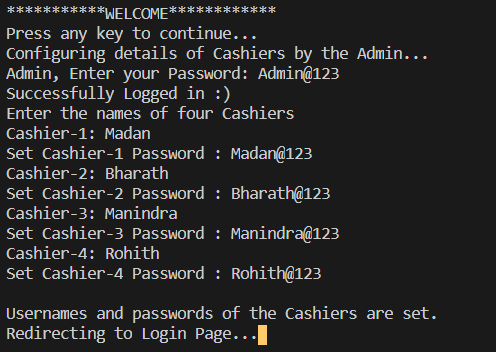 ***********WELCOME************
Press any key to continue...
Configuring details of Cashiers by the Admin...
Admin, Enter your Password: Admin@123
Successfully Logged in :)
Enter the names of four Cashiers
Cashier-1: Madan
Set Cashier-1 Password : Madan@123
Cashier-2: Bharath
Set Cashier-2 Password : Bharath@123
Cashier-3: Manindra
Set Cashier-3 Password : Manindra@123
Cashier-4: Rohith
Set Cashier-4 Password : Rohith@123

Usernames and passwords of the Cashiers are set.
Redirecting to Login Page...